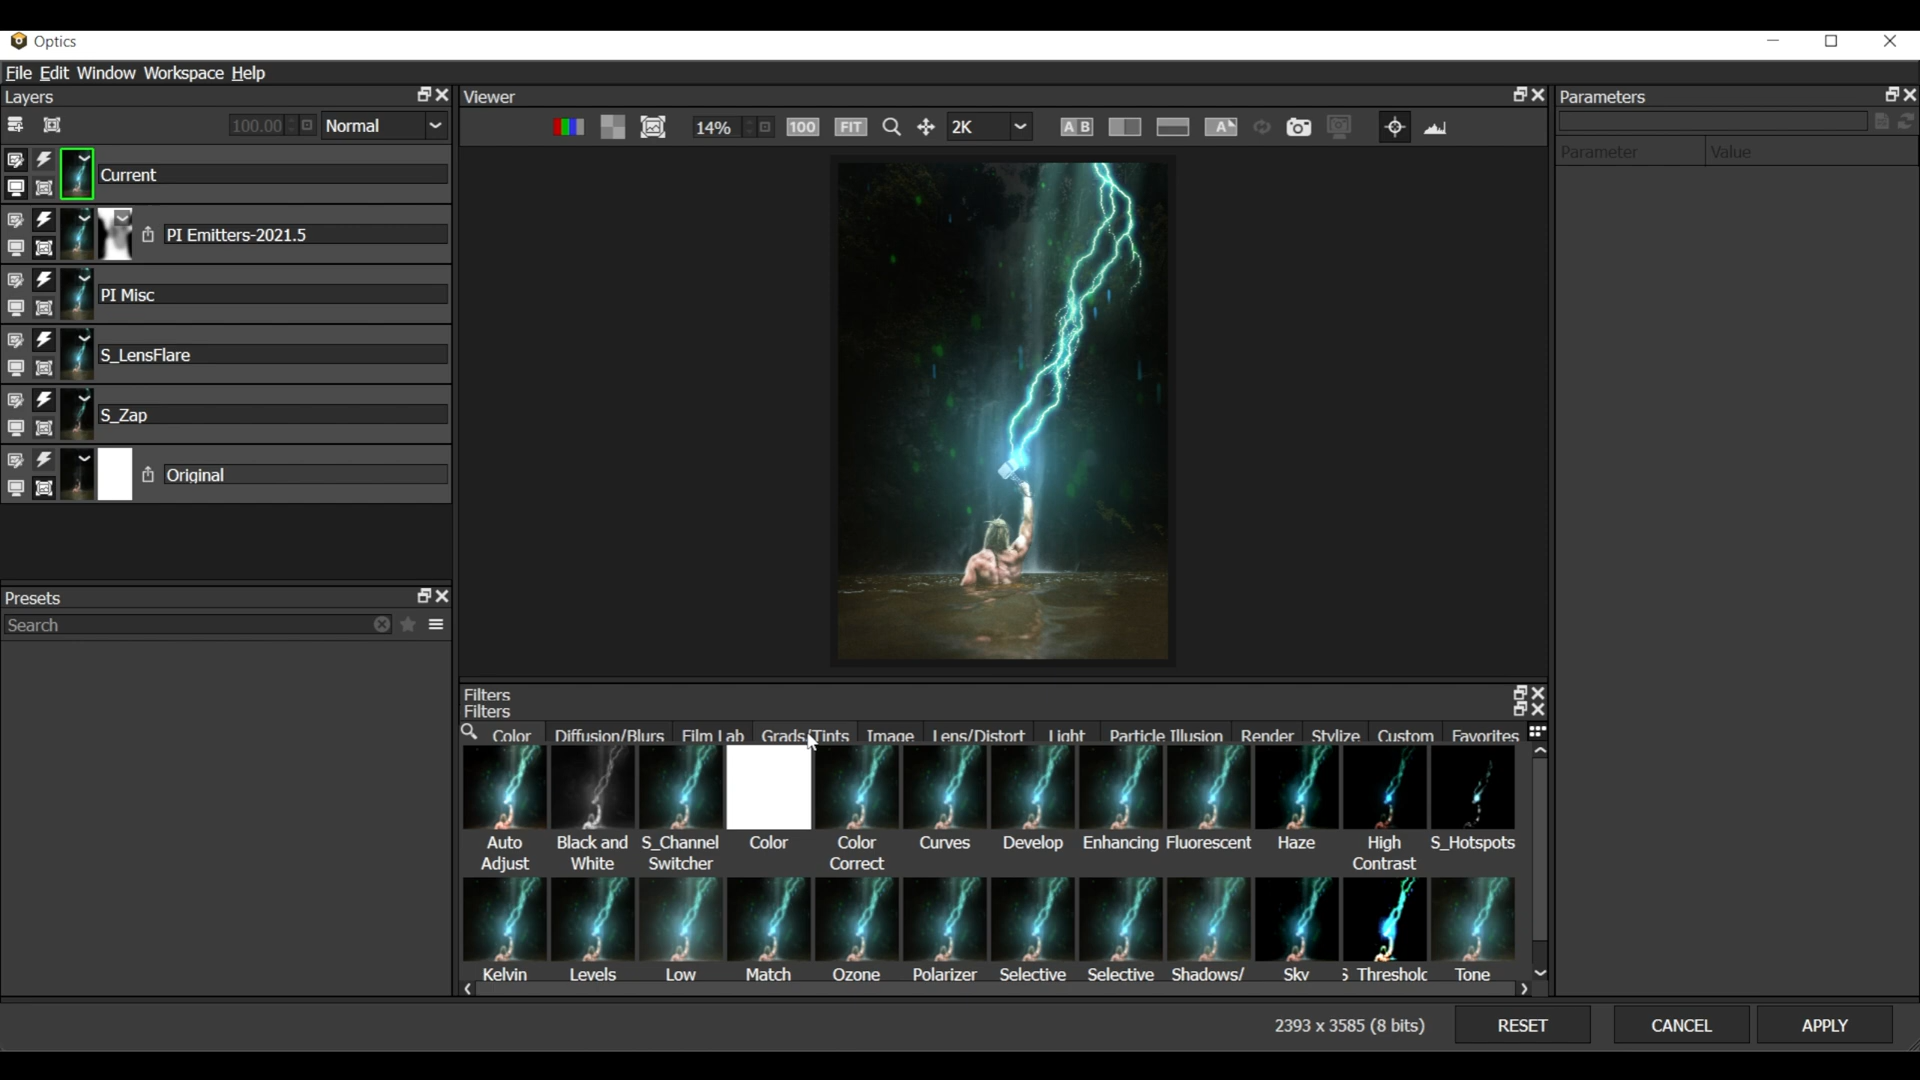 Optics
File Edit Window Workspace Help
Layers
Viewer
Parameters
100.00 Normal
14% 100 FIT 2K A B A
Parameter Value
Current
PI Emitters-2021.5
PI Misc
S_LensFlare
S_Zap
Original
Presets
Search
Filters
Filters
Color Diffusion/Blurs Film Lab Grads/Tints Image Lens/Distort Light Particle Illusion Render Stylize Custom Favorites
Auto Adjust
Black and White
S_Channel Switcher
Color
Color Correct
Curves
Develop
Enhancing
Fluorescent
Haze
High Contrast
S_Hotspots
Kelvin
Levels
Low
Match
Ozone
Polarizer
Selective
Selective
Shadows/
Sky
S Threshold
Tone
2393 x 3585 (8 bits) RESET CANCEL APPLY